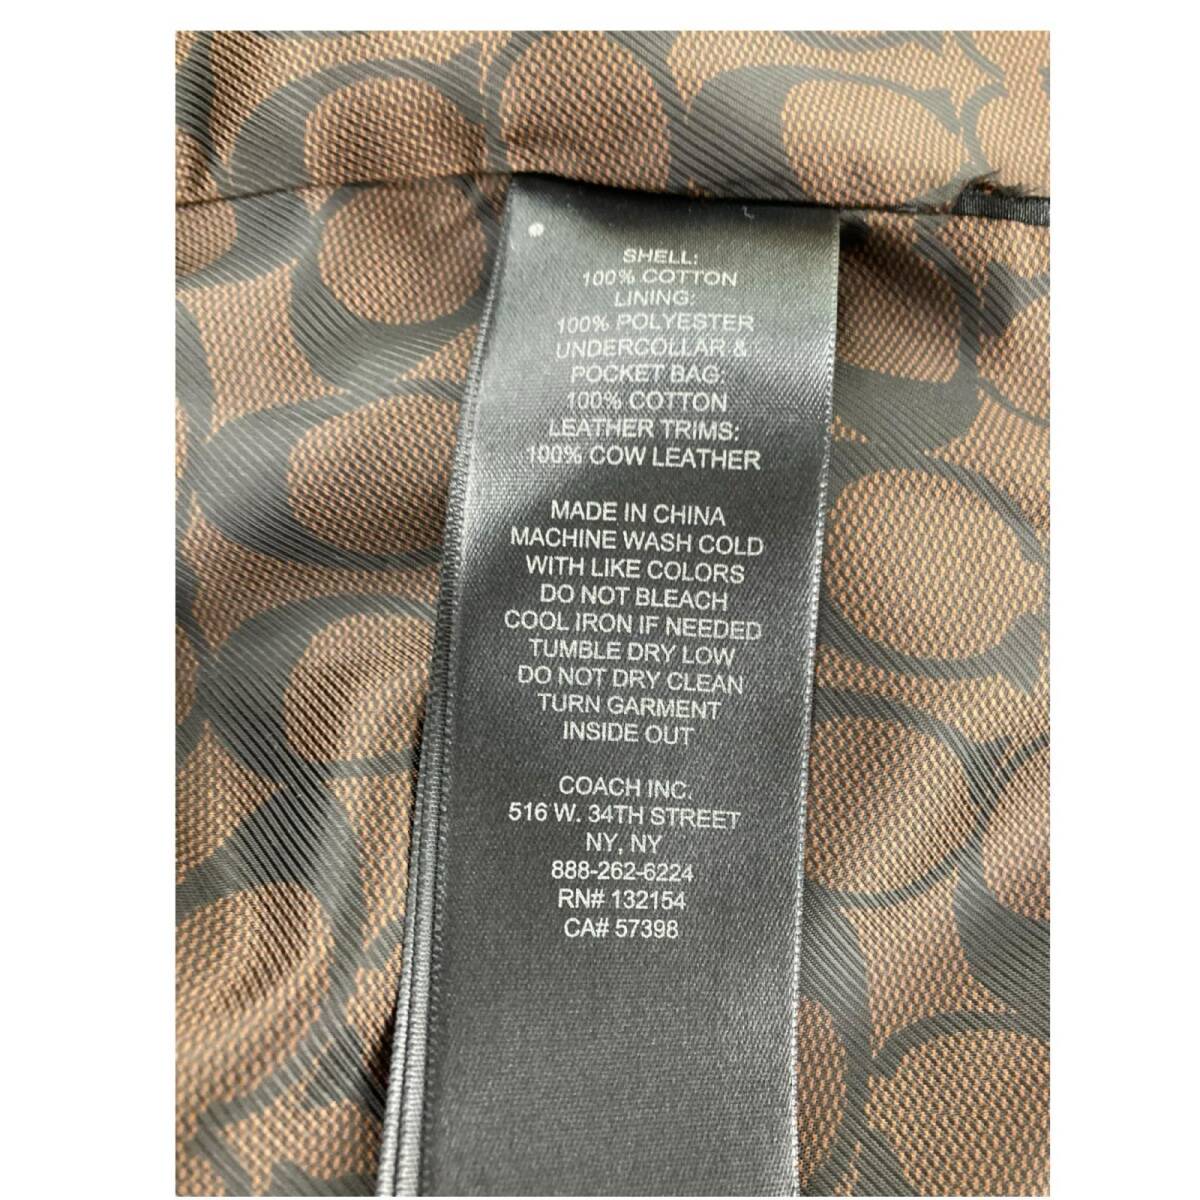 SHELL:
100% COTTON
LINING:
100% POLYESTER
UNDERCOLLAR &
POCKET BAG:
100% COTTON
LEATHER TRIMS:
100% COW LEATHER
MADE IN CHINA
MACHINE WASH COLD
WITH LIKE COLORS
DO NOT BLEACH
COOL IRON IF NEEDED
TUMBLE DRY LOW
DO NOT DRY CLEAN
TURN GARMENT
INSIDE OUT
COACH INC.
516 W. 34TH STREET
NY, NY
888-262-6224
RN# 132154
CA# 57398